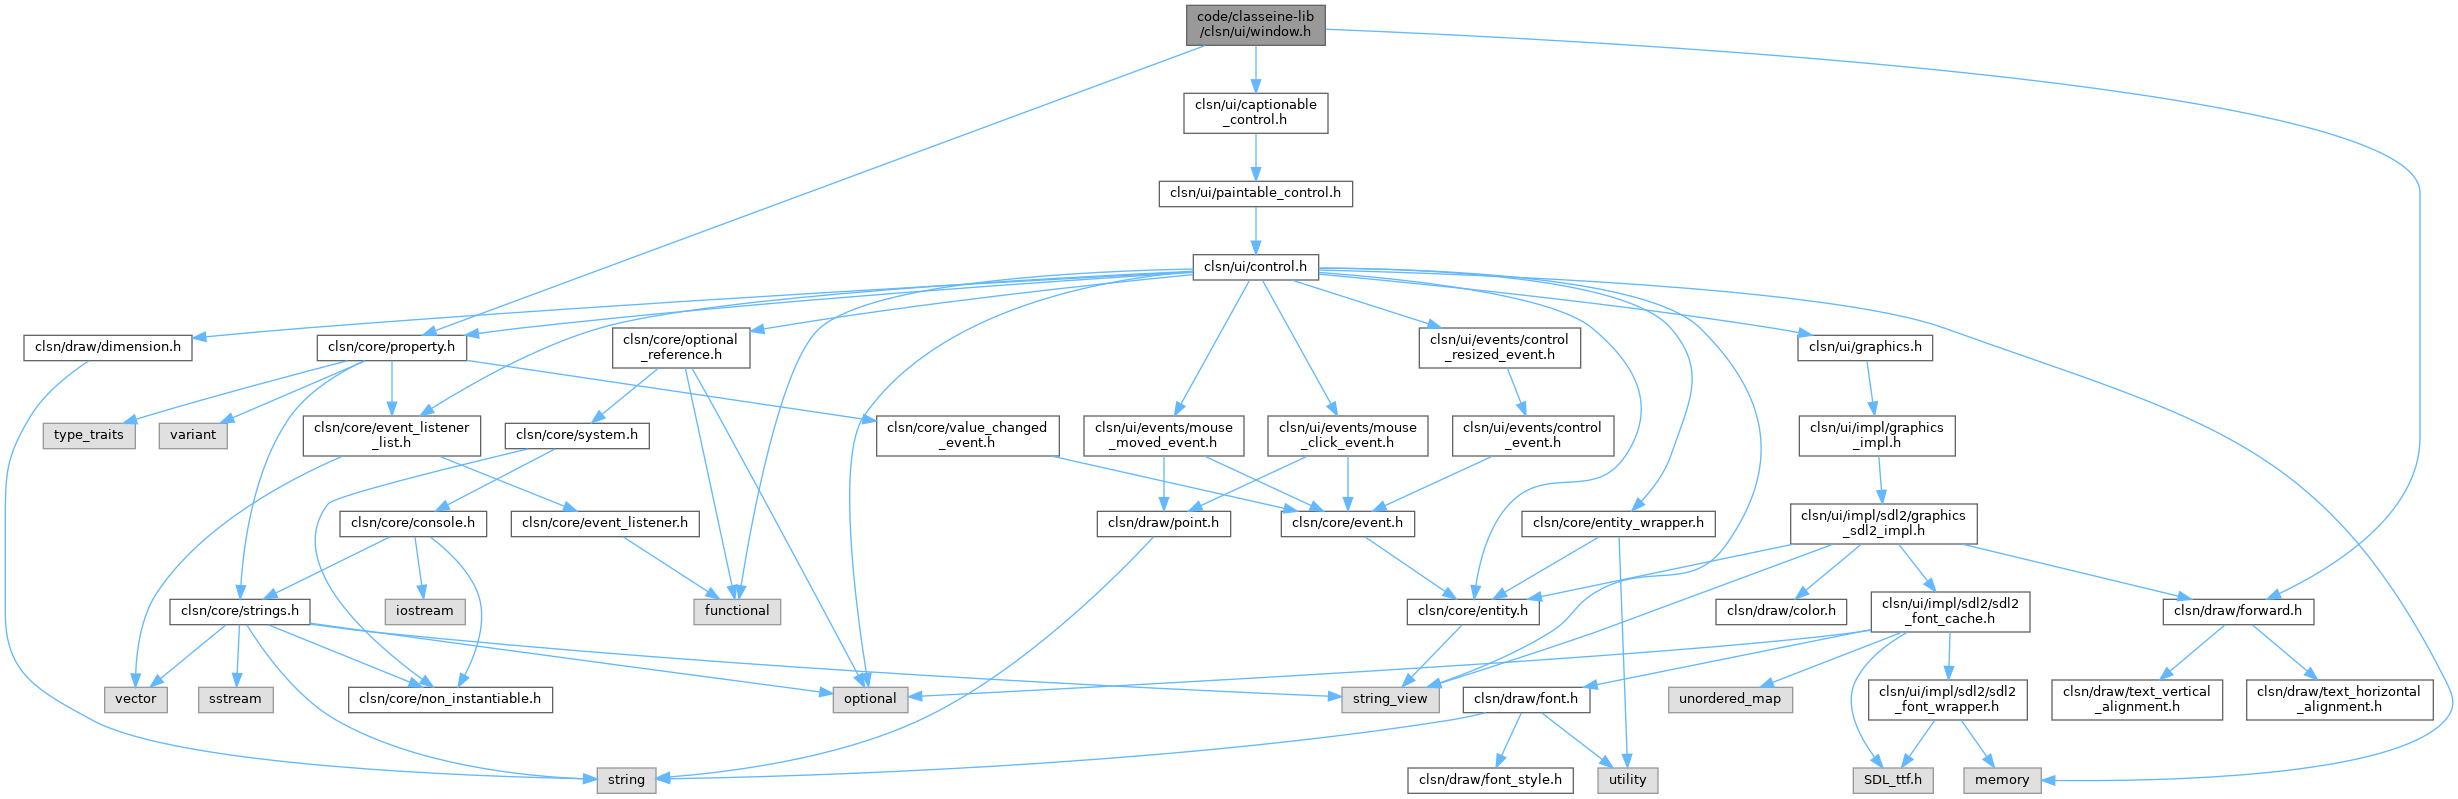 code/classeine-lib
/clsn/ui/window.h
clsn/ui/captionable
_control.h
clsn/ui/paintable_control.h
clsn/ui/control.h
clsn/draw/dimension.h
clsn/core/property.h
clsn/core/optional
_reference.h
clsn/ui/events/control
_resized_event.h
clsn/ui/graphics.h
type_traits
variant
clsn/core/event_listener
_list.h
clsn/core/system.h
clsn/core/value_changed
_event.h
clsn/ui/events/mouse
_moved_event.h
clsn/ui/events/mouse
_click_event.h
clsn/ui/events/control
_event.h
clsn/ui/impl/graphics
_impl.h
clsn/core/console.h
clsn/core/event_listener.h
clsn/draw/point.h
clsn/core/event.h
clsn/core/entity_wrapper.h
clsn/ui/impl/sdl2/graphics
_sdl2_impl.h
clsn/core/strings.h
iostream
functional
clsn/core/entity.h
clsn/draw/color.h
clsn/ui/impl/sdl2/sdl2
_font_cache.h
clsn/draw/forward.h
vector
sstream
clsn/core/non_instantiable.h
optional
string_view
clsn/draw/font.h
unordered_map
clsn/ui/impl/sdl2/sdl2
_font_wrapper.h
clsn/draw/text_vertical
_alignment.h
clsn/draw/text_horizontal
_alignment.h
string
clsn/draw/font_style.h
utility
SDL_ttf.h
memory